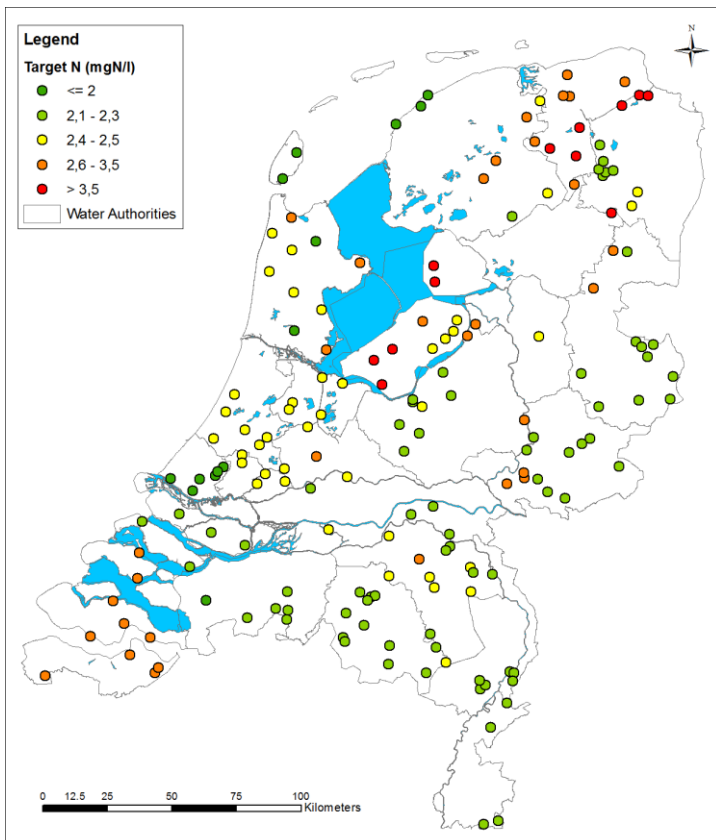 Legend
Target N (mgN/l)
<= 2
2,1 - 2,3
2,4 - 2,5
2,6 - 3,5
> 3,5
Water Authorities
N
0 12.5 25 50 75 100
Kilometers